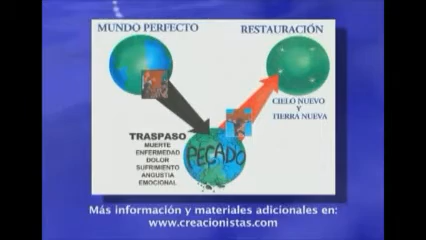 MUNDO PERFECTO
RESTAURACIÓN
CIELO NUEVO
Y
TIERRA NUEVA
TRASPASO
MUERTE
ENFERMEDAD
DOLOR
SUFRIMIENTO
ANGUSTIA
EMOCIONAL
PECADO
Más información y materiales adicionales en:
www.creacionistas.com